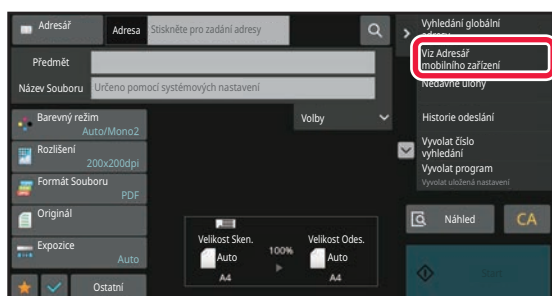 Adresář
Adresa
Stiskněte pro zadání adresy
Předmět
Název Souboru
Určeno pomocí systémových nastavení
Barevný režim
Auto/Mono2
Rozlišení
200x200dpi
Formát Souboru
PDF
Originál
Expozice
Auto
Ostatní
Volby
Velikost Sken.
Auto
A4
100%
Velikost Odes.
Auto
A4
Vyhledání globální
adresy
Viz Adresář
mobilního zařízení
Nedávné úlohy
Historie odeslání
Vyvolat číslo
vyhledání
Vyvolat program
Vyvolat uložená nastavení
Náhled
CA
Start